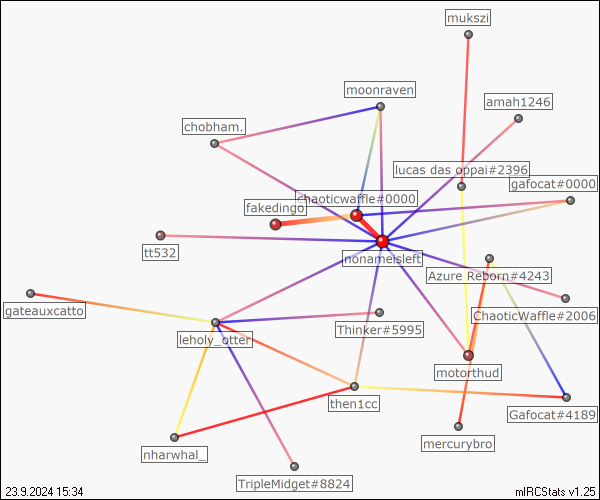 mukszi
moonraven
amah1246
chobham.
lucas das oppai#2396
gafocat#0000
chaoticwaffle#0000
fakedingo
tt532
nonameisleft
Azure Reborn#4243
gateauxcatto
ChaoticWaffle#2006
Thinker#5995
leholy_otter
motorthud
then1cc
Gafocat#4189
mercurybro
nharwhal_
TripleMidget#8824
23.9.2024 15:34
mIRCStats v1.25